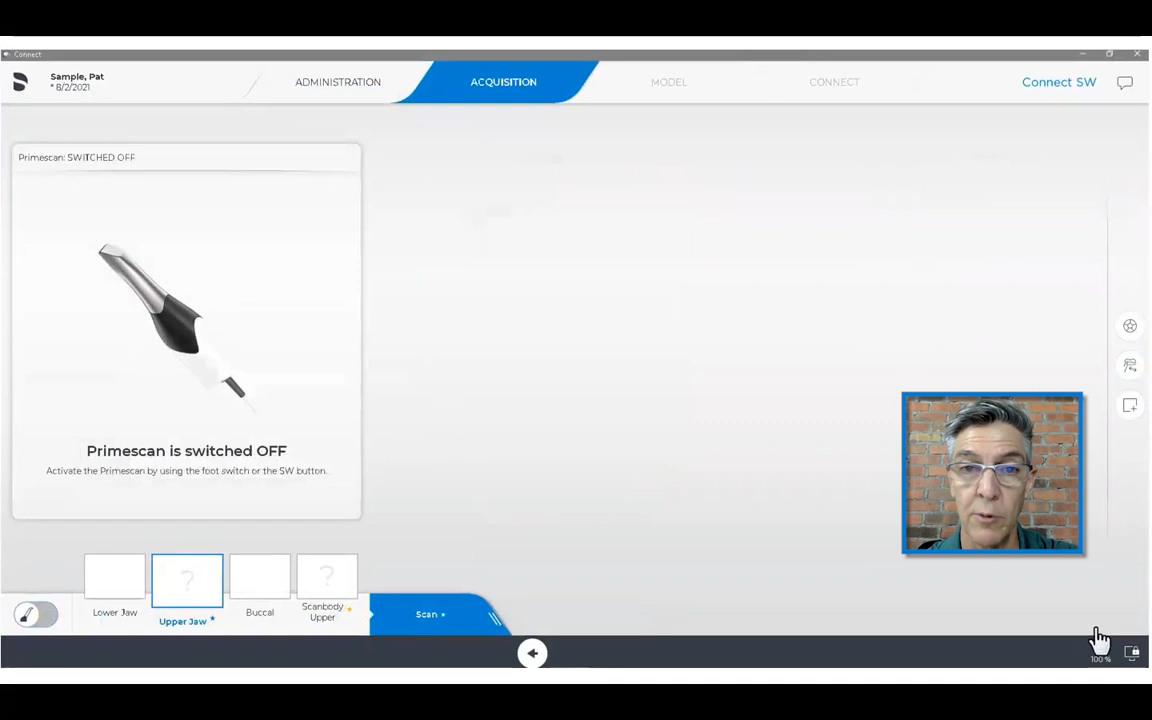 Connect
Sample, Pat
* 8/2/2021
ADMINISTRATION
ACQUISITION
MODEL
CONNECT
Connect SW
Primescan: SWITCHED OFF
Primescan is switched OFF
Activate the Primescan by using the foot switch or the SW button.
?
?
Lower Jaw
Upper Jaw *
Buccal
Scanbody
Upper
Scan
100 %